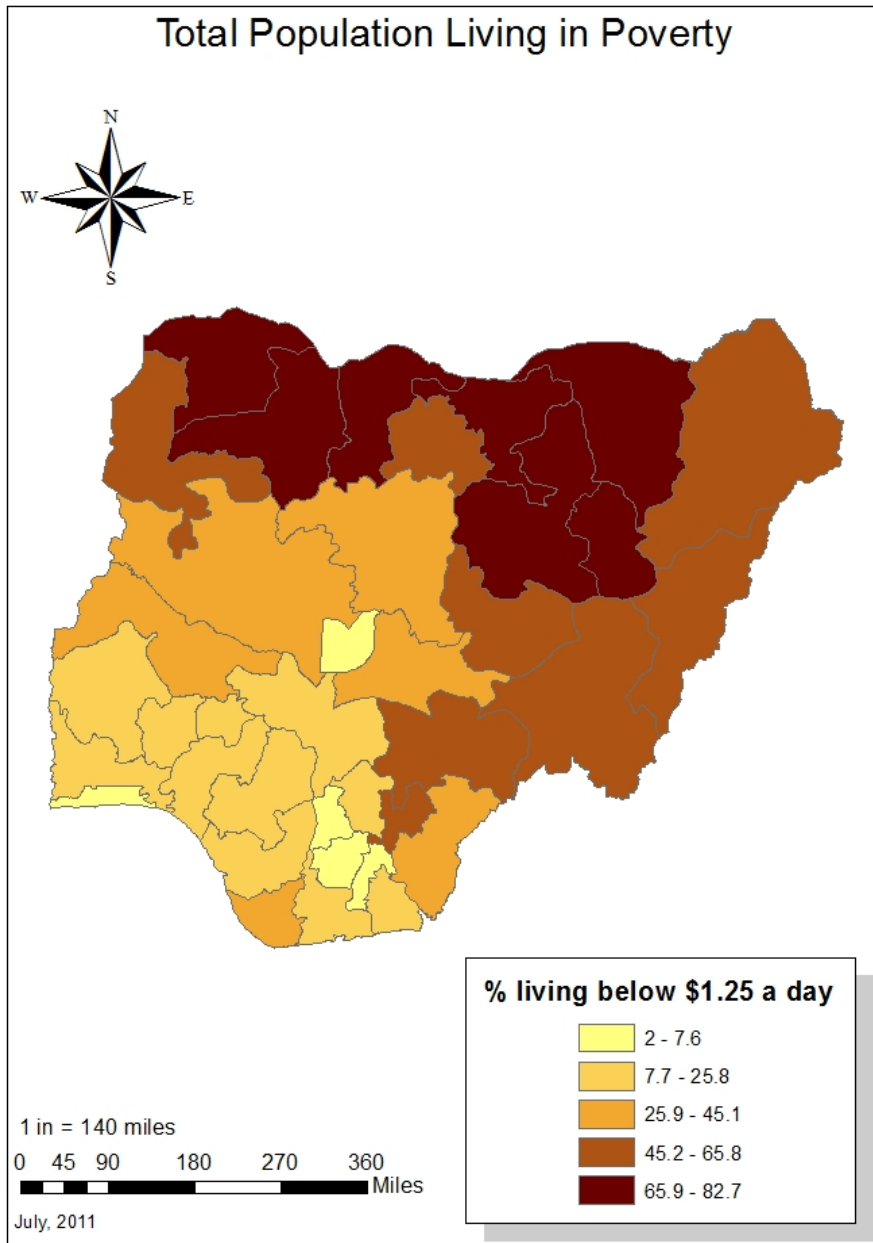 Total Population Living in Poverty
N
W E
S
% living below $1.25 a day
2 - 7.6
7.7 - 25.8
25.9 - 45.1
45.2 - 65.8
65.9 - 82.7
1 in = 140 miles
0 45 90 180 270 360
Miles
July, 2011